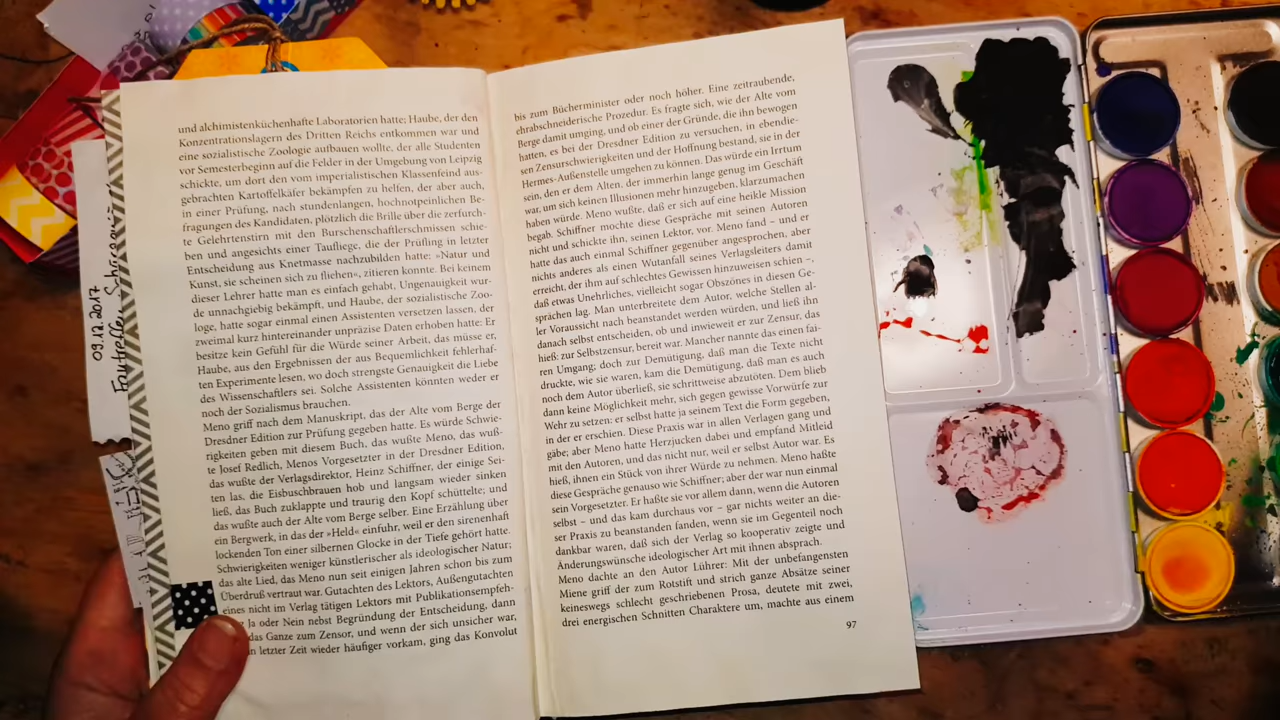 09.12.2017
und alchimistenküchenhafte Laboratorien hatte; Haube, der den
Konzentrationslagern des Dritten Reichs entkommen war und
eine sozialistische Zoologie aufbauen wollte, der alle Studenten
vor Semesterbeginn auf die Felder in der Umgebung von Leipzig
schickte, um dort den vom imperialistischen Klassenfeind aus-
gebrachten Kartoffelkäfer bekämpfen zu helfen, der aber auch,
in einer Prüfung, nach stundenlangen, hochnotpeinlichen Be-
fragungen des Kandidaten, plötzlich die Brille über die zerfurch-
te Gelehrtenstirn mit den Burschenschaftlerschmissen schie-
ben und angesichts einer Taufliege, die der Prüfling in letzter
Entscheidung aus Knetmasse nachzubilden hatte: »Natur und
Kunst, sie scheinen sich zu fliehen«, zitieren konnte. Bei keinem
dieser Lehrer hatte man es einfach gehabt, Ungenauigkeit wur-
de unnachgiebig bekämpft, und Haube, der sozialistische Zoo-
loge, hatte sogar einmal einen Assistenten versetzen lassen, der
zweimal kurz hintereinander unpräzise Daten erhoben hatte: Er
besitze kein Gefühl für die Würde seiner Arbeit, das müsse er,
Haube, aus den Ergebnissen der aus Bequemlichkeit fehlerhaf-
ten Experimente lesen, wo doch strengste Genauigkeit die Liebe
des Wissenschaftlers sei. Solche Assistenten könnten weder er
noch der Sozialismus brauchen.
Meno griff nach dem Manuskript, das der Alte vom Berge der
Dresdner Edition zur Prüfung gegeben hatte. Es würde Schwie-
rigkeiten geben mit diesem Buch, das wußte Meno, das wuß-
te Josef Redlich, Menos Vorgesetzter in der Dresdner Edition,
das wußte der Verlagsdirektor, Heinz Schiffner, der einige Sei-
ten las, die Eisbuschbrauen hob und langsam wieder sinken
ließ, das Buch zuklappte und traurig den Kopf schüttelte; und
das wußte auch der Alte vom Berge selber. Eine Erzählung über
ein Bergwerk, in das der »Held« einfuhr, weil er den sirenenhaft
lockenden Ton einer silbernen Glocke in der Tiefe gehört hatte.
Schwierigkeiten weniger künstlerischer als ideologischer Natur;
das alte Lied, das Meno nun seit einigen Jahren schon bis zum
Überdruß vertraut war. Gutachten des Lektors, Außengutachten
eines nicht im Verlag tätigen Lektors mit Publikationsempfeh-
Ja oder Nein nebst Begründung der Entscheidung, dann
das Ganze zum Zensor, und wenn der sich unsicher war,
in letzter Zeit wieder häufiger vorkam, ging das Konvolut
bis zum Bücherminister oder noch höher. Eine zeitraubende,
ehrabschneiderische Prozedur. Es fragte sich, wie der Alte vom
Berge damit umging, und ob einer der Gründe, die ihn bewogen
hatten, es bei der Dresdner Edition zu versuchen, in ebendie-
sen Zensurschwierigkeiten und der Hoffnung bestand, sie in der
Hermes-Außenstelle umgehen zu können. Das würde ein Irrtum
sein, den er dem Alten, der immerhin lange genug im Geschäft
war, um sich keinen Illusionen mehr hinzugeben, klarzumachen
haben würde. Meno wußte, daß er sich auf eine heikle Mission
begab. Schiffner mochte diese Gespräche mit seinen Autoren
nicht und schickte ihn, seinen Lektor, vor. Meno fand – und er
hatte das auch einmal Schiffner gegenüber angesprochen, aber
nichts anderes als einen Wutanfall seines Verlagsleiters damit
erreicht, der ihm auf schlechtes Gewissen hinzuweisen schien –,
daß etwas Unehrliches, vielleicht sogar Obszönes in diesen Ge-
sprächen lag. Man unterbreitete dem Autor, welche Stellen al-
ler Voraussicht nach beanstandet werden würden, und ließ ihn
danach selbst entscheiden, ob und inwieweit er zur Zensur, das
hieß: zur Selbstzensur, bereit war. Mancher nannte das einen fai-
ren Umgang; doch zur Demütigung, daß man die Texte nicht
druckte, wie sie waren, kam die Demütigung, daß man es auch
noch dem Autor überließ, sie schrittweise abzutöten. Dem blieb
dann keine Möglichkeit mehr, sich gegen gewisse Vorwürfe zur
Wehr zu setzen: er selbst hatte ja seinem Text die Form gegeben,
in der er erschien. Diese Praxis war in allen Verlagen gang und
gäbe; aber Meno hatte Herzjucken dabei und empfand Mitleid
mit den Autoren, und das nicht nur, weil er selbst Autor war. Es
hieß, ihnen ein Stück von ihrer Würde zu nehmen. Meno haßte
diese Gespräche genauso wie Schiffner; aber der war nun einmal
sein Vorgesetzter. Er haßte sie vor allem dann, wenn die Autoren
selbst – und das kam durchaus vor – gar nichts weiter an die-
ser Praxis zu beanstanden fanden, wenn sie im Gegenteil noch
dankbar waren, daß sich der Verlag so kooperativ zeigte und
Änderungswünsche ideologischer Art mit ihnen absprach.
Meno dachte an den Autor Lührer: Mit der unbefangensten
Miene griff der zum Rotstift und strich ganze Absätze seiner
keineswegs schlecht geschriebenen Prosa, deutete mit zwei,
drei energischen Schnitten Charaktere um, machte aus einem
97